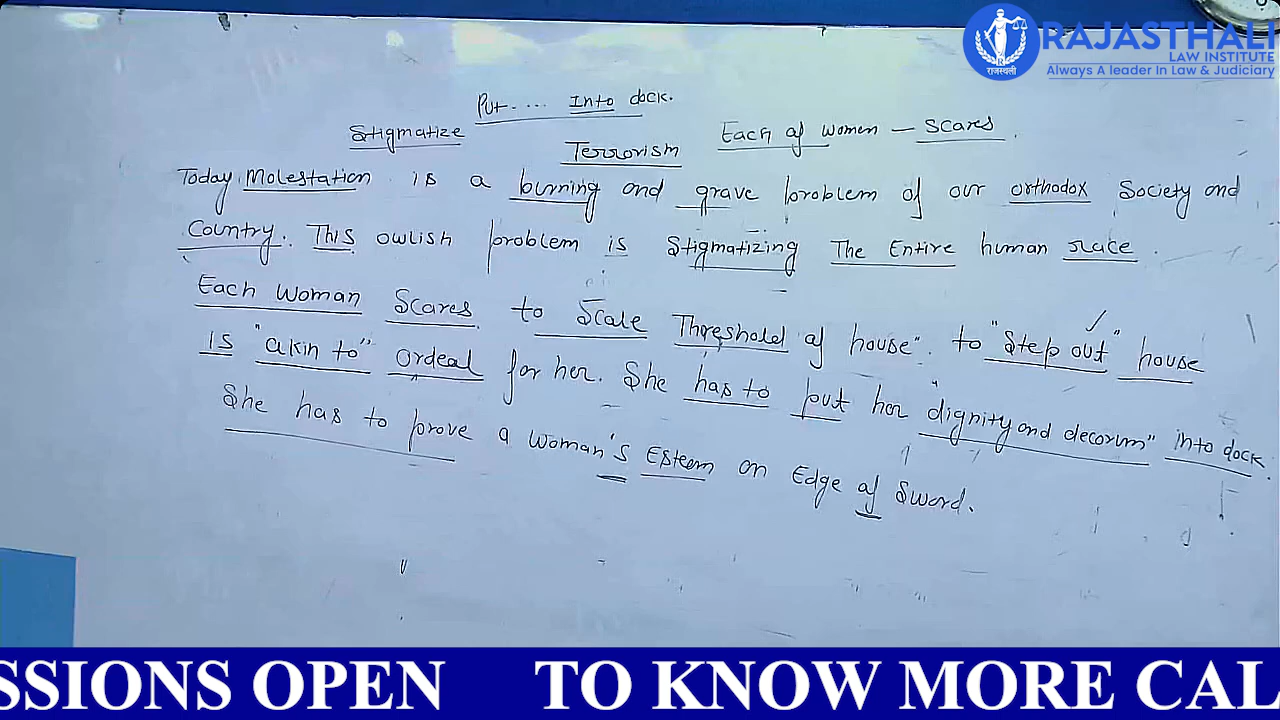 RAJASTHALI
LAW INSTITUTE
Always A leader In Law & Judiciary
राजस्थली
Put .... Into dock.
Stigmatize
Each of women — Scares.
Terrorism
Today Molestation is a burning and grave problem of our orthodox Society and
Country. This owlish problem is Stigmatizing The Entire human race.
Each woman Scares to Scale Threshold of house". to "Step out" house
is "akin to" ordeal for her. She has to put her "dignity and decorum" into dock.
She has to prove a woman's Esteem on Edge of Sword.
SSIONS OPEN TO KNOW MORE CAL